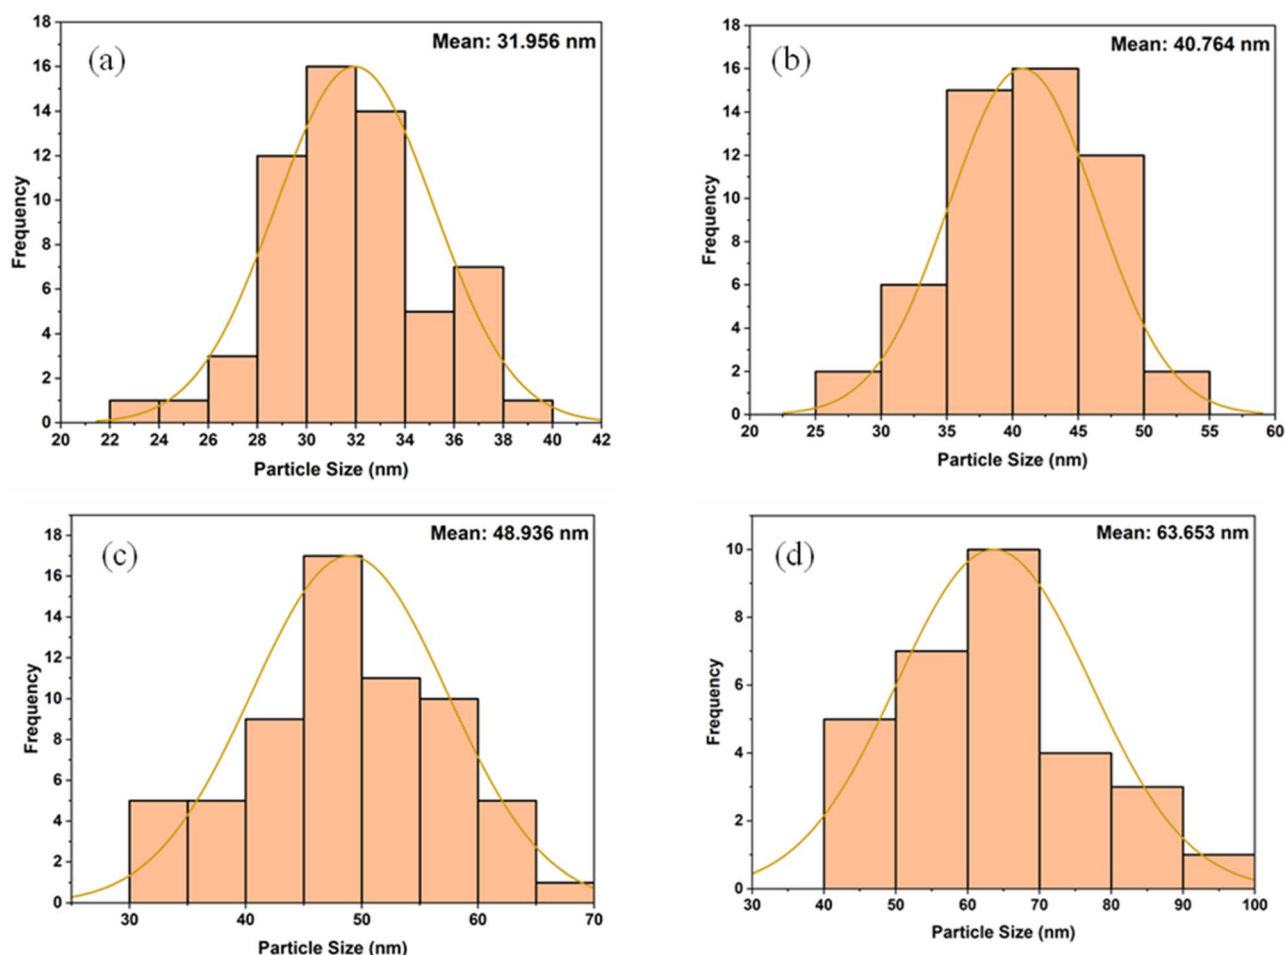 (a)
Mean: 31.956 nm
Frequency
18
16
14
12
10
8
6
4
2
0
20 22 24 26 28 30 32 34 36 38 40 42
Particle Size (nm)
(b)
Mean: 40.764 nm
Frequency
18
16
14
12
10
8
6
4
2
0
20 25 30 35 40 45 50 55 60
Particle Size (nm)
(c)
Mean: 48.936 nm
Frequency
18
16
14
12
10
8
6
4
2
0
30 40 50 60 70
Particle Size (nm)
(d)
Mean: 63.653 nm
Frequency
10
8
6
4
2
0
30 40 50 60 70 80 90 100
Particle Size (nm)